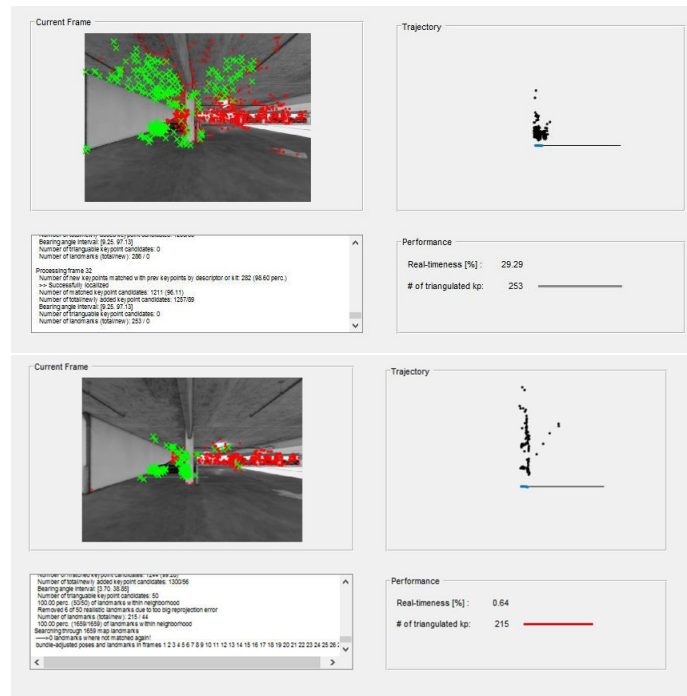 Current Frame
Trajectory
Bearing angle interval: [9.25. 97.13]
Number of trianguable keypoint candidates: 0
Number of landmarks (total/new): 286 / 0
Processing frame 32
Number of new keypoints matched with prev keypoints by descriptor or klt: 282 (98.60 perc.)
>> Successfully localized
Number of matched keypoint candidates: 1211 (96.11)
Number of total/newly added keypoint candidates: 1257/89
Bearing angle interval: [9.25. 97.13]
Number of trianguable keypoint candidates: 0
Number of landmarks (total/new): 253 / 0
Performance
Real-timeness [%] : 29.29
# of triangulated kp: 253
Current Frame
Trajectory
Number of total/newly added keypoint candidates: 1300/56
Bearing angle interval: [3.70. 38.88]
Number of trianguable keypoint candidates: 50
100.00 perc. (50/50) of landmarks within neighborhood
Removed 6 of 50 realistic landmarks due to too big reprojection error
Number of landmarks (total/new): 215 / 44
100.00 perc. (1659/1659) of landmarks within neighborhood
Searching through 1659 map landmarks
---->0 landmarks where not matched again!
bundle-adjusted poses and landmarks in frames 1 2 3 4 5 6 7 8 9 10 11 12 13 14 15 16 17 18 19 20 21 22 23 24 25 26
Performance
Real-timeness [%] : 0.64
# of triangulated kp: 215